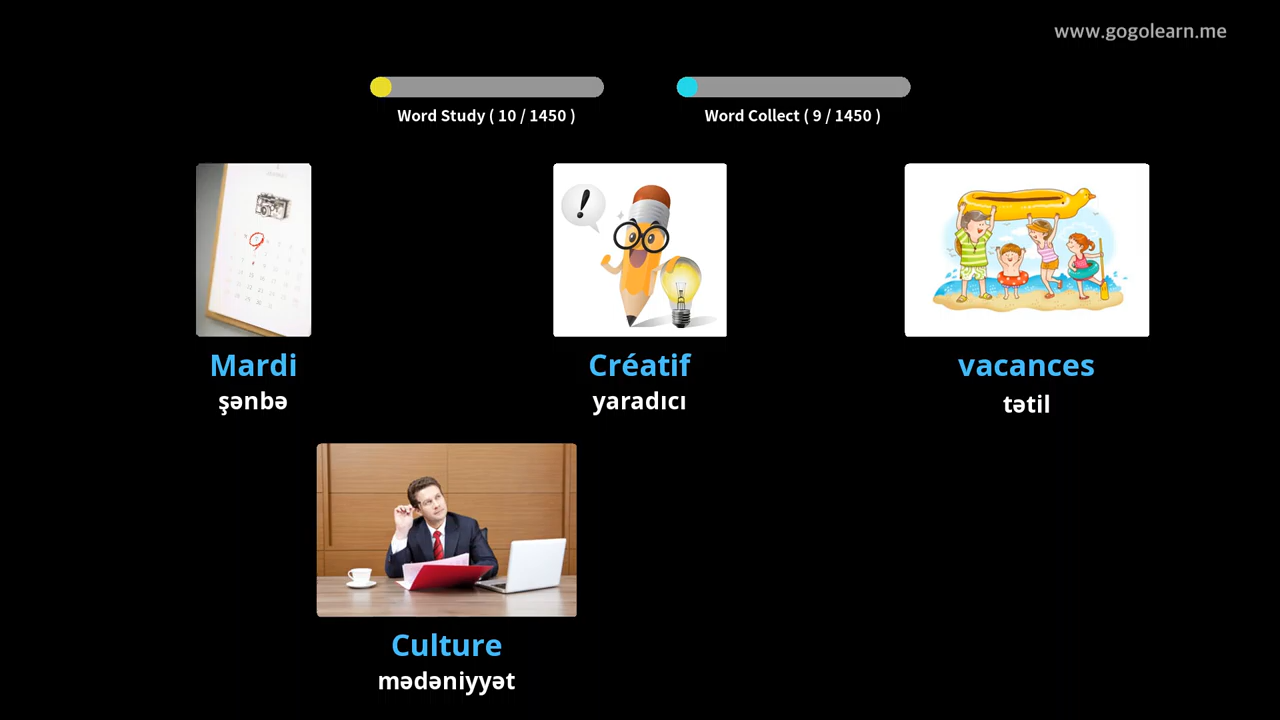 www.gogolearn.me
Word Study ( 10 / 1450 )
Word Collect ( 9 / 1450 )
Mardi
şənbə
Créatif
yaradıcı
vacances
tətil
Culture
mədəniyyət